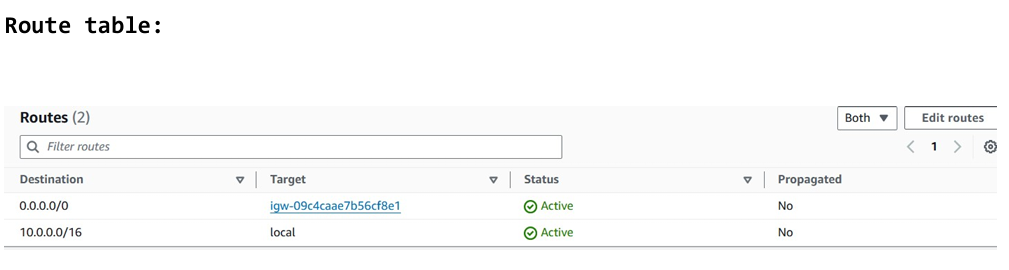 Route table:
Routes (2)
Both
Edit routes
Filter routes
1
Destination Target Status Propagated
0.0.0.0/0 igw-09c4caae7b56cf8e1 Active No
10.0.0.0/16 local Active No